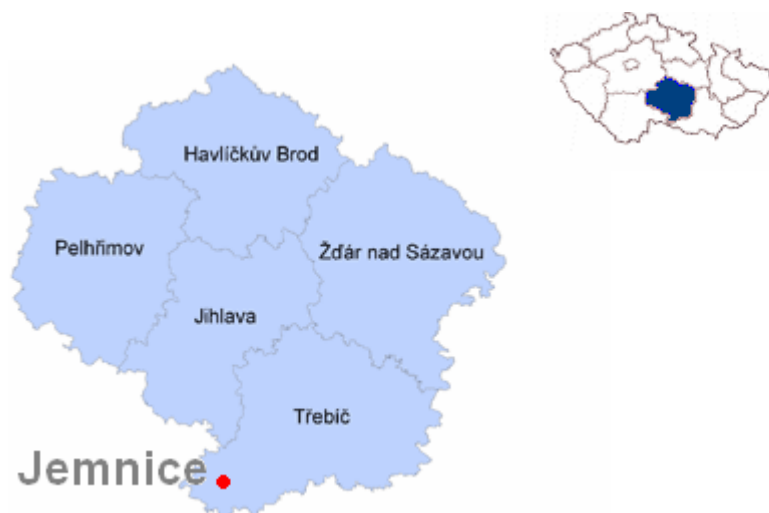 Havlíčkův Brod
Pelhřimov
Žďár nad Sázavou
Jihlava
Třebíč
Jemnice